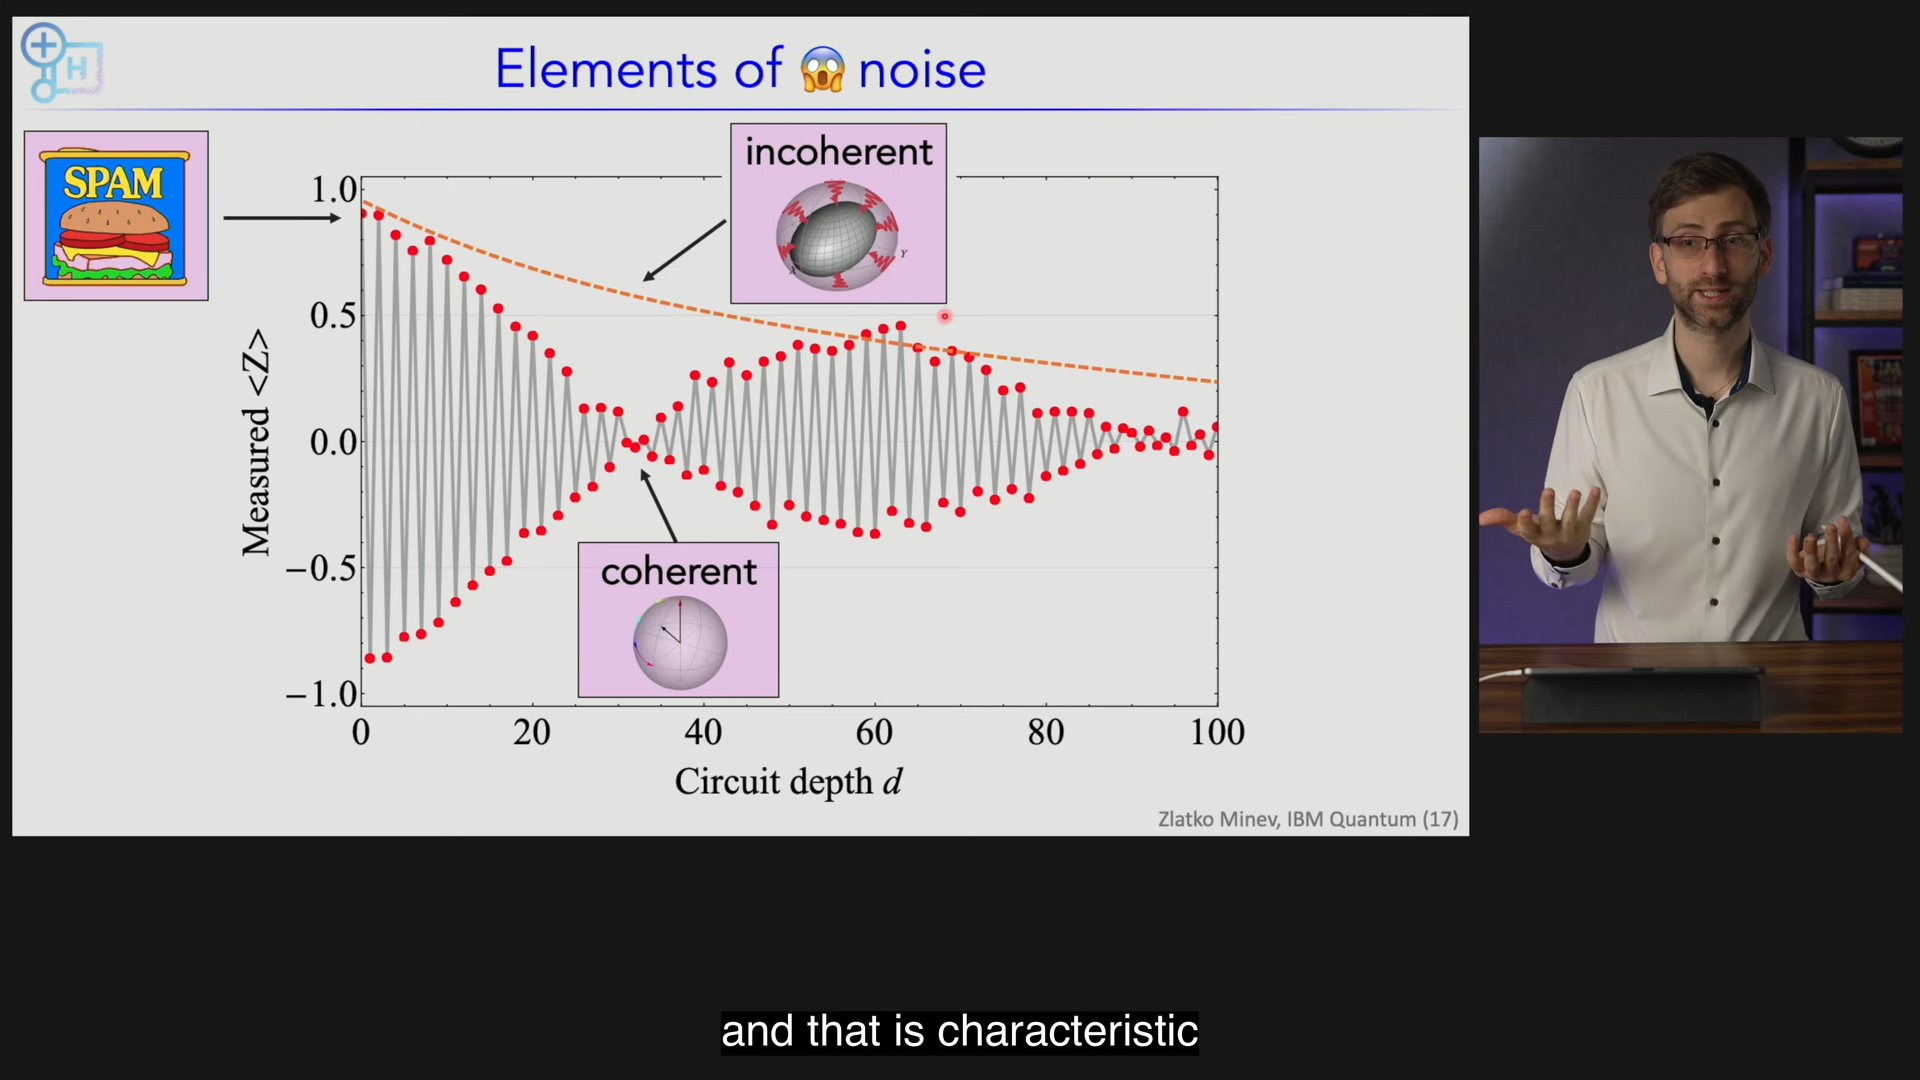 H
Elements of 😱 noise
SPAM
incoherent
Y
X
1.0
0.5
0.0
−0.5
−1.0
Measured <Z>
coherent
0 20 40 60 80 100
Circuit depth d
Zlatko Minev, IBM Quantum (17)
and that is characteristic